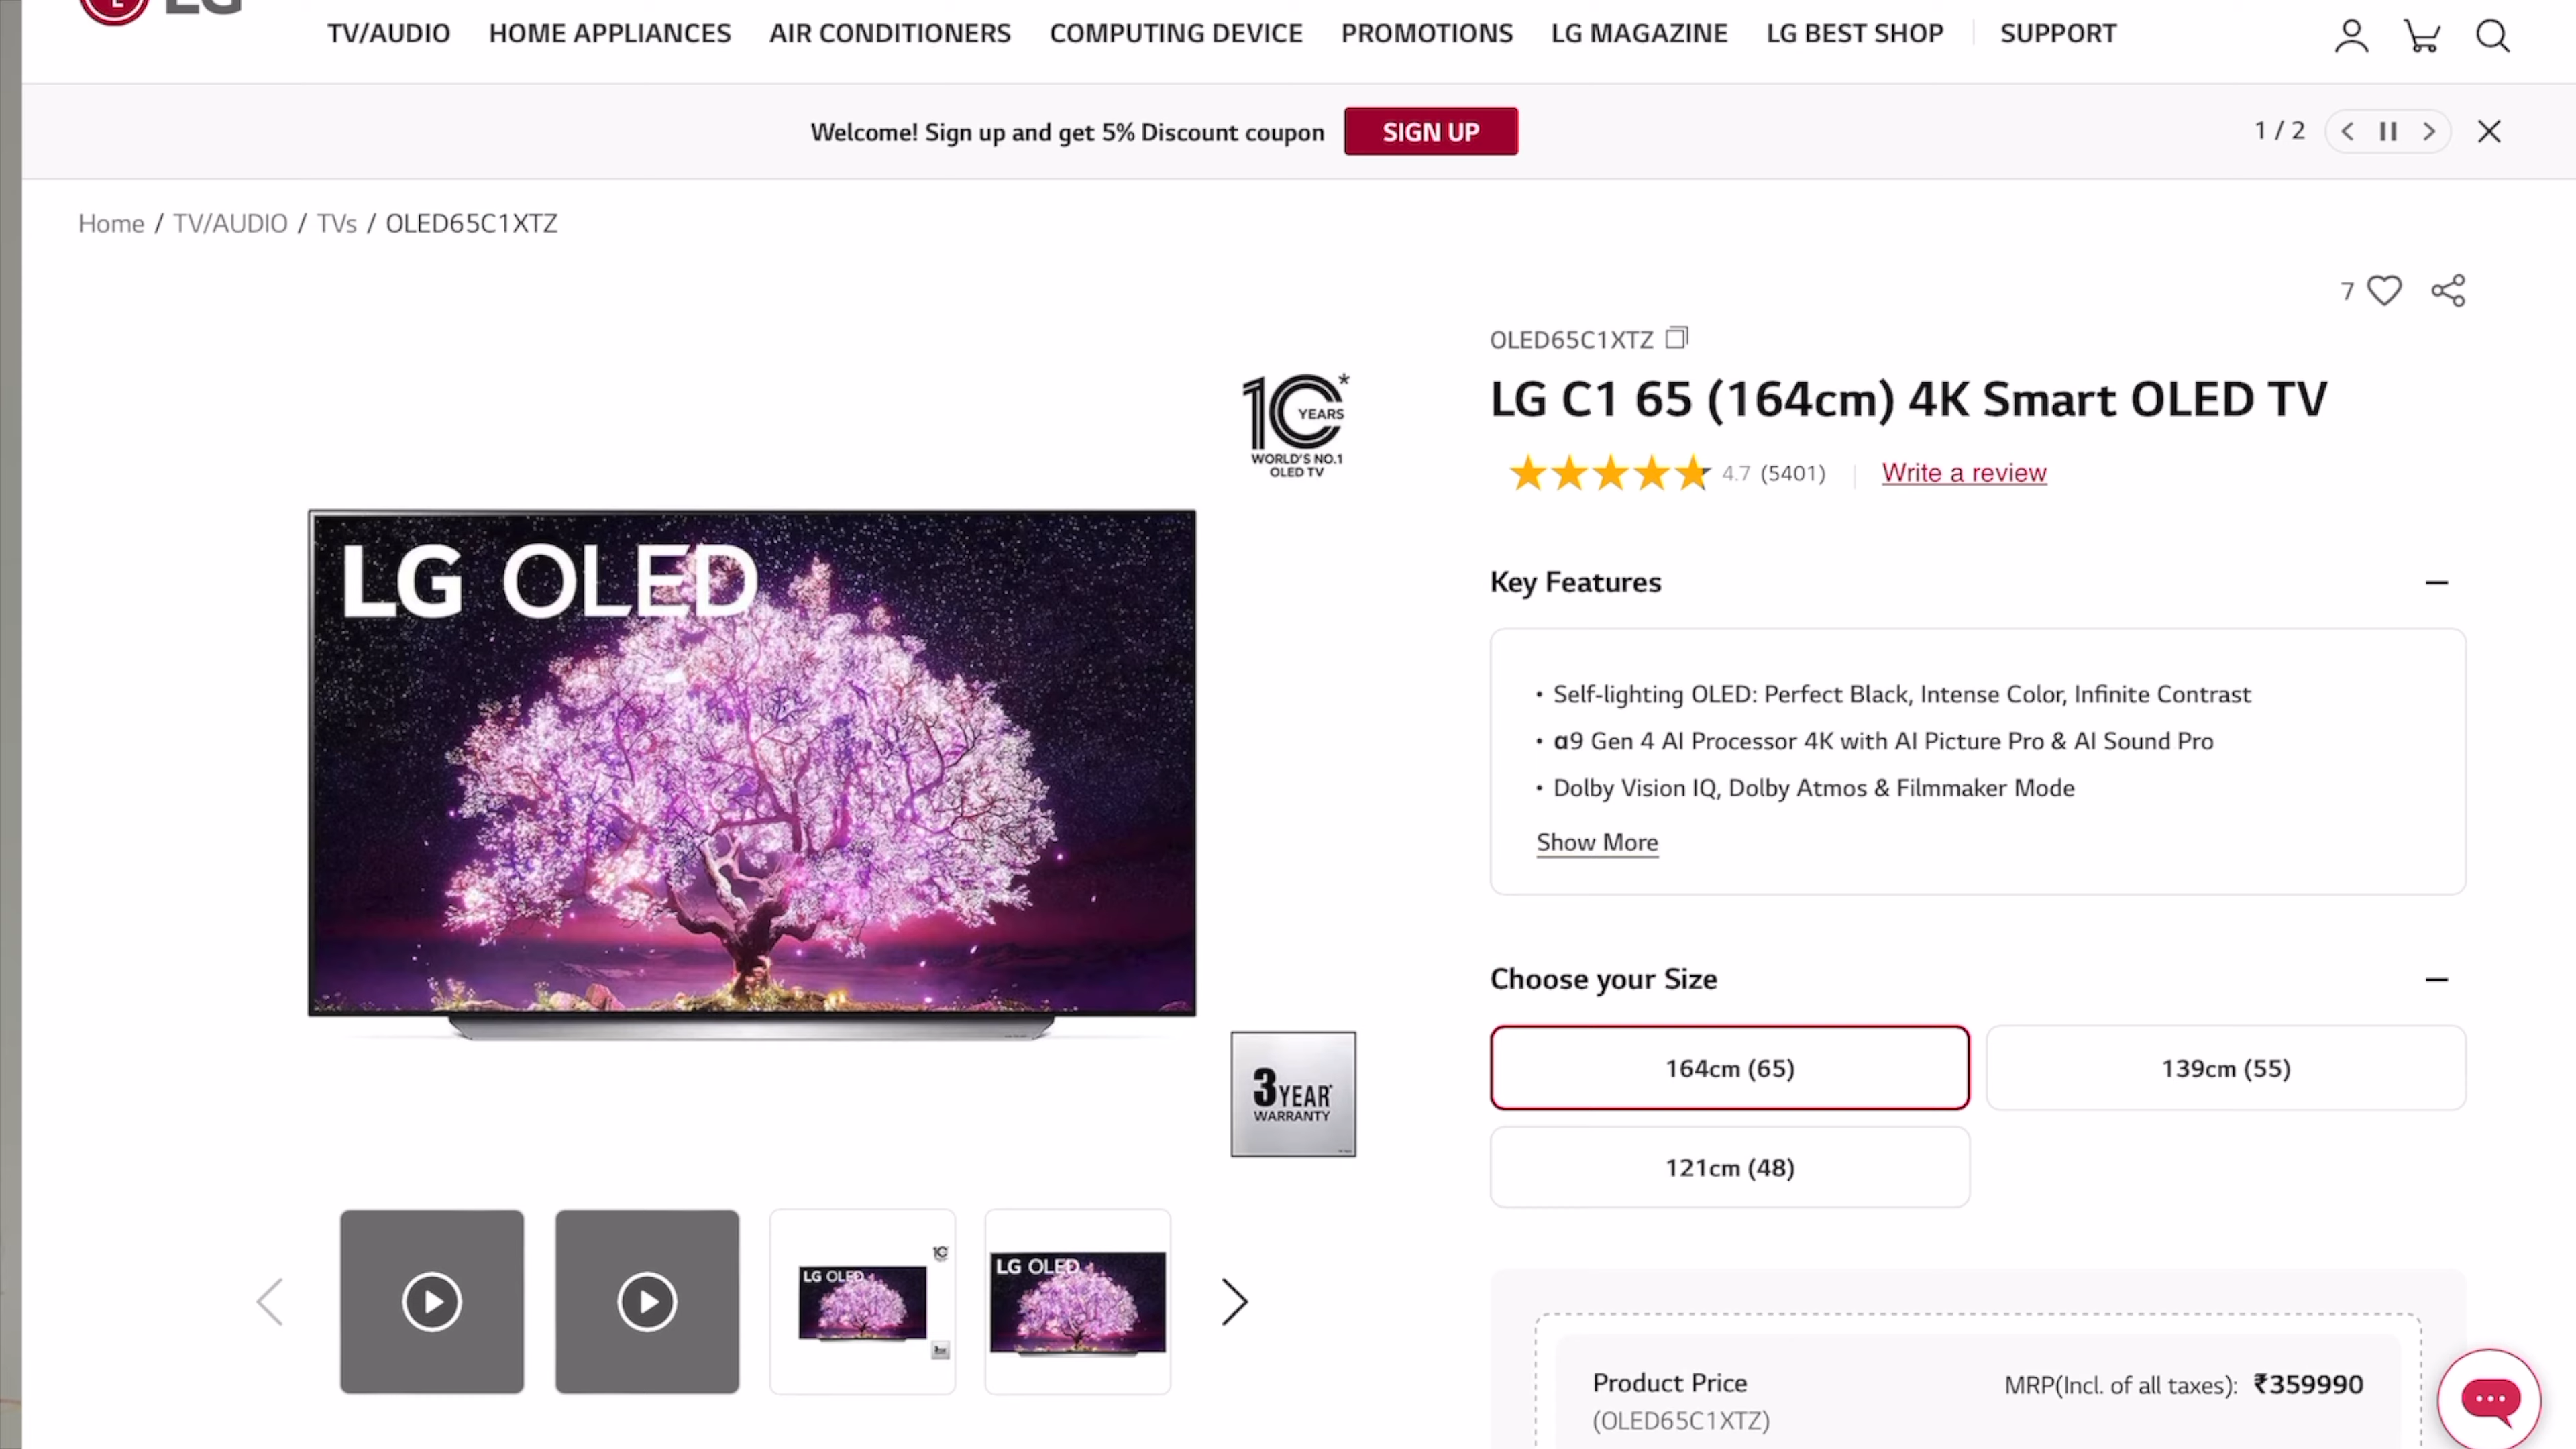 LG
TV/AUDIO HOME APPLIANCES AIR CONDITIONERS COMPUTING DEVICE PROMOTIONS LG MAGAZINE LG BEST SHOP SUPPORT
Welcome! Sign up and get 5% Discount coupon SIGN UP 1 / 2
Home / TV/AUDIO / TVs / OLED65C1XTZ
7
OLED65C1XTZ
LG C1 65 (164cm) 4K Smart OLED TV
4.7 (5401) Write a review
10 YEARS*
WORLD'S NO.1
OLED TV
LG OLED
Key Features
• Self-lighting OLED: Perfect Black, Intense Color, Infinite Contrast
• α9 Gen 4 AI Processor 4K with AI Picture Pro & AI Sound Pro
• Dolby Vision IQ, Dolby Atmos & Filmmaker Mode
Show More
Choose your Size
164cm (65) 139cm (55)
121cm (48)
3 YEAR*
WARRANTY
LG OLED
LG OLED
Product Price MRP(Incl. of all taxes): ₹359990
(OLED65C1XTZ)